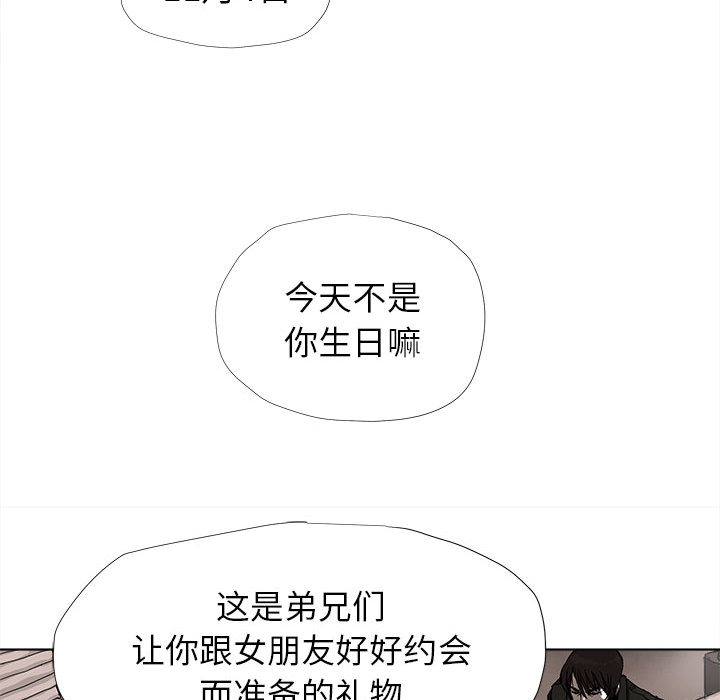 今天不是
你生日嘛
这是弟兄们
让你跟女朋友好好约会
而准备的礼物